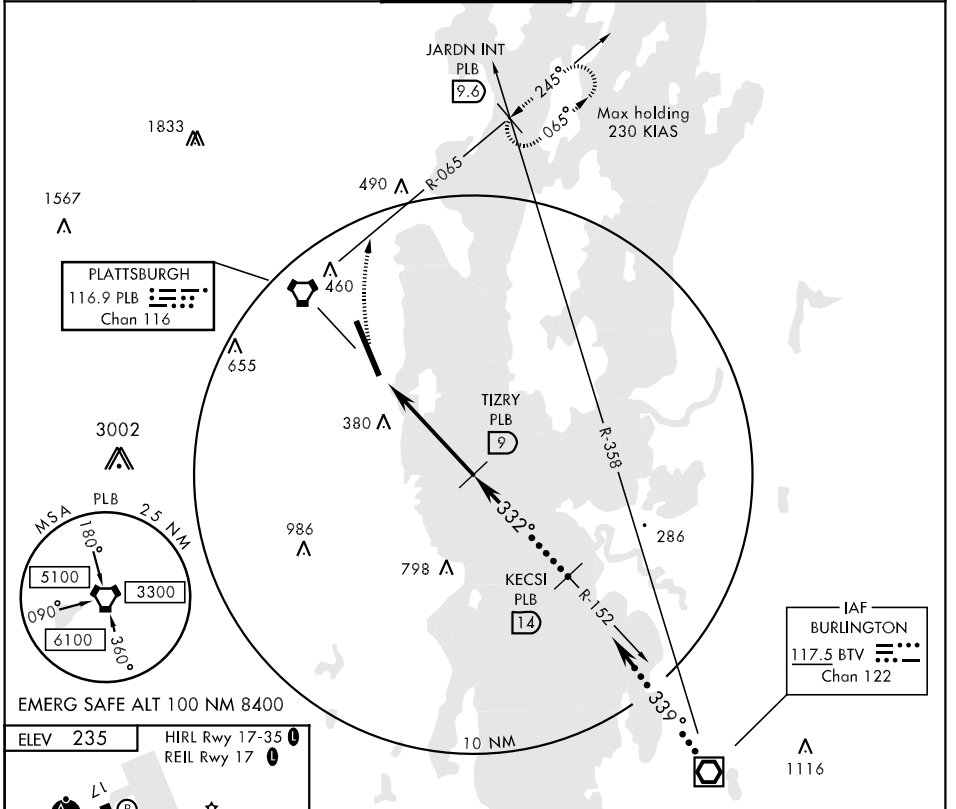 JARDN INT
PLB
9.6
245°
065°
Max holding
230 KIAS
1833
1567
490
R-065
460
PLATTSBURGH
116.9 PLB
Chan 116
655
380
TIZRY
PLB
9
R-358
3002
MSA PLB 25 NM
180°
5100
3300
090°
6100
360°
986
798
332°
286
KECSI
PLB
14
R-152
IAF
BURLINGTON
117.5 BTV
Chan 122
339°
1116
10 NM
EMERG SAFE ALT 100 NM 8400
ELEV 235
HIRL Rwy 17-35 L
REIL Rwy 17 L
17
A
P